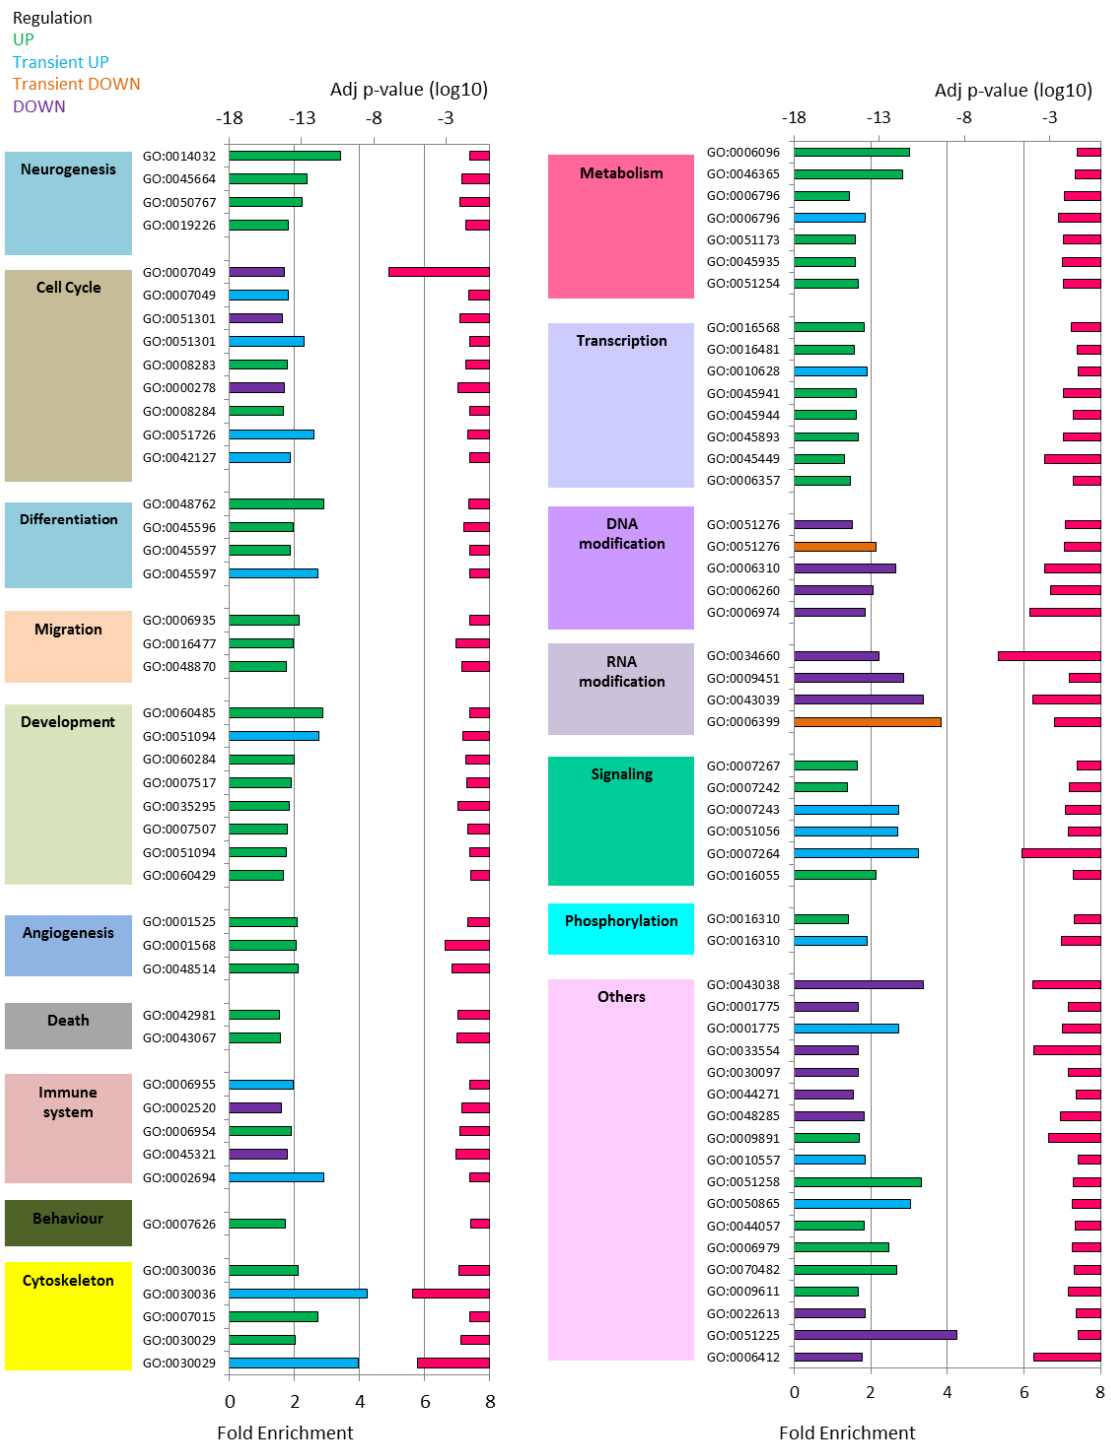 Regulation
UP
Transient UP
Transient DOWN
DOWN
Adj p-value (log10)
-18 -13 -8 -3
Neurogenesis
GO:0014032
GO:0045664
GO:0050767
GO:0019226
Cell Cycle
GO:0007049
GO:0007049
GO:0051301
GO:0051301
GO:0008283
GO:0000278
GO:0008284
GO:0051726
GO:0042127
Differentiation
GO:0048762
GO:0045596
GO:0045597
GO:0045597
Migration
GO:0006935
GO:0016477
GO:0048870
Development
GO:0060485
GO:0051094
GO:0060284
GO:0007517
GO:0035295
GO:0007507
GO:0051094
GO:0060429
Angiogenesis
GO:0001525
GO:0001568
GO:0048514
Death
GO:0042981
GO:0043067
Immune
system
GO:0006955
GO:0002520
GO:0006954
GO:0045321
GO:0002694
Behaviour
GO:0007626
Cytoskeleton
GO:0030036
GO:0030036
GO:0007015
GO:0030029
GO:0030029
0 2 4 6 8
Fold Enrichment
Adj p-value (log10)
-18 -13 -8 -3
Metabolism
GO:0006096
GO:0046365
GO:0006796
GO:0006796
GO:0051173
GO:0045935
GO:0051254
Transcription
GO:0016568
GO:0016481
GO:0010628
GO:0045941
GO:0045944
GO:0045893
GO:0045449
GO:0006357
DNA
modification
GO:0051276
GO:0051276
GO:0006310
GO:0006260
GO:0006974
RNA
modification
GO:0034660
GO:0009451
GO:0043039
GO:0006399
Signaling
GO:0007267
GO:0007242
GO:0007243
GO:0051056
GO:0007264
GO:0016055
Phosphorylation
GO:0016310
GO:0016310
Others
GO:0043038
GO:0001775
GO:0001775
GO:0033554
GO:0030097
GO:0044271
GO:0048285
GO:0009891
GO:0010557
GO:0051258
GO:0050865
GO:0044057
GO:0006979
GO:0070482
GO:0009611
GO:0022613
GO:0051225
GO:0006412
0 2 4 6 8
Fold Enrichment